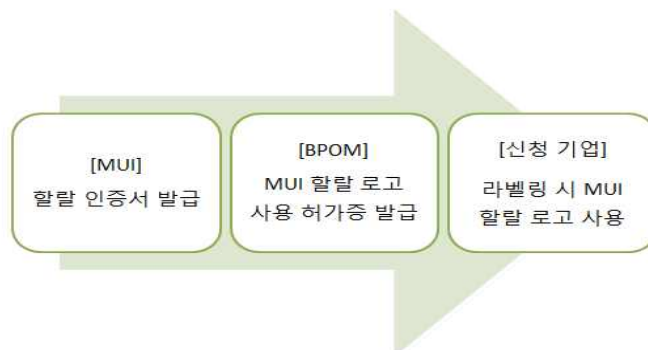 [MUI]
할랄 인증서 발급
[BPOM]
MUI 할랄 로고
사용 허가증 발급
[신청 기업]
라벨링 시 MUI
할랄 로고 사용